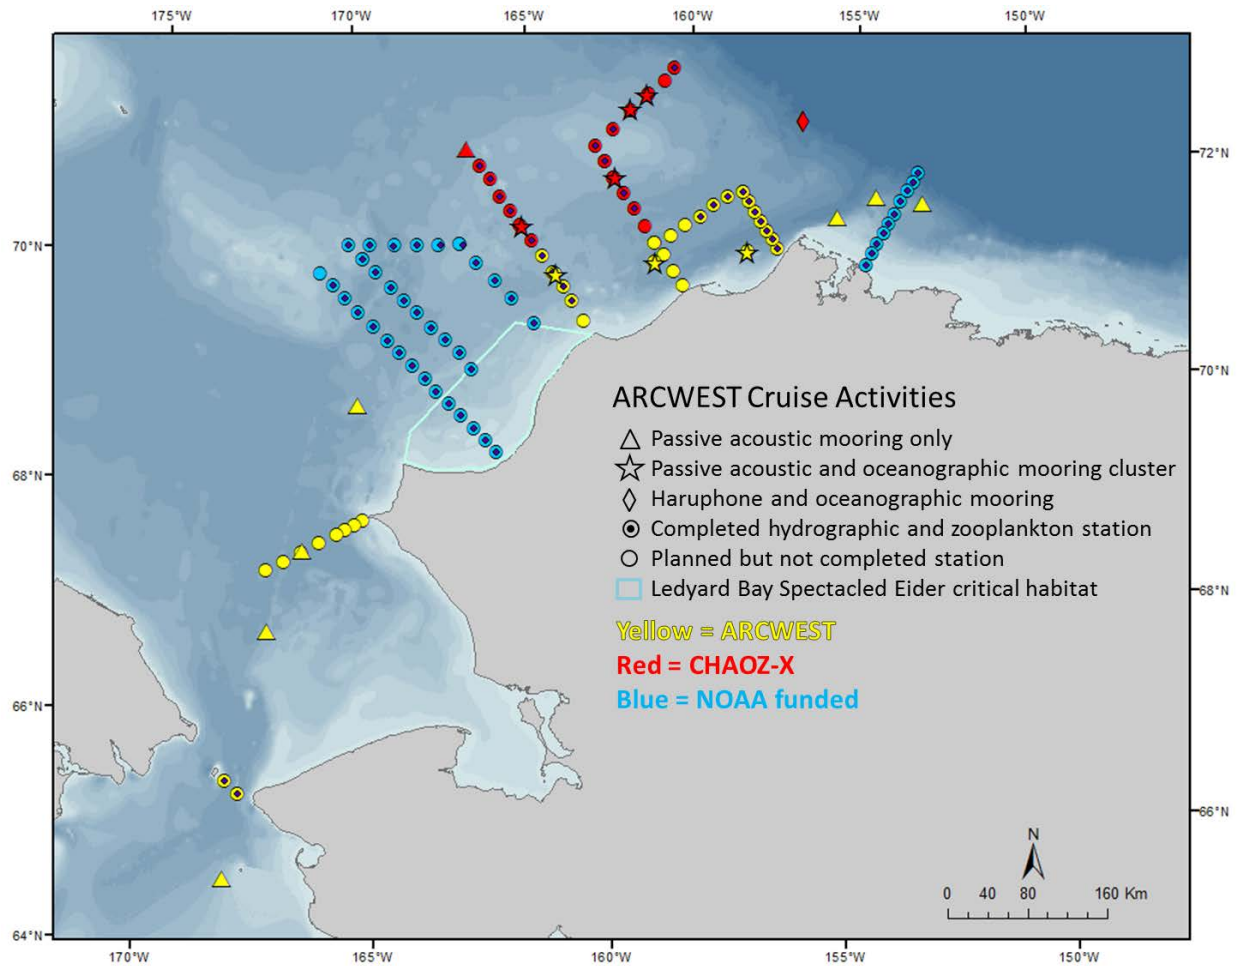 175°W 170°W 165°W 160°W 155°W 150°W
72°N
70°N
70°N
68°N
68°N
66°N
66°N
64°N
ARCWEST Cruise Activities
Passive acoustic mooring only
Passive acoustic and oceanographic mooring cluster
Haruphone and oceanographic mooring
Completed hydrographic and zooplankton station
Planned but not completed station
Ledyard Bay Spectacled Eider critical habitat
Yellow = ARCWEST
Red = CHAOZ-X
Blue = NOAA funded
N
0 40 80 160 Km
170°W 165°W 160°W 155°W 150°W